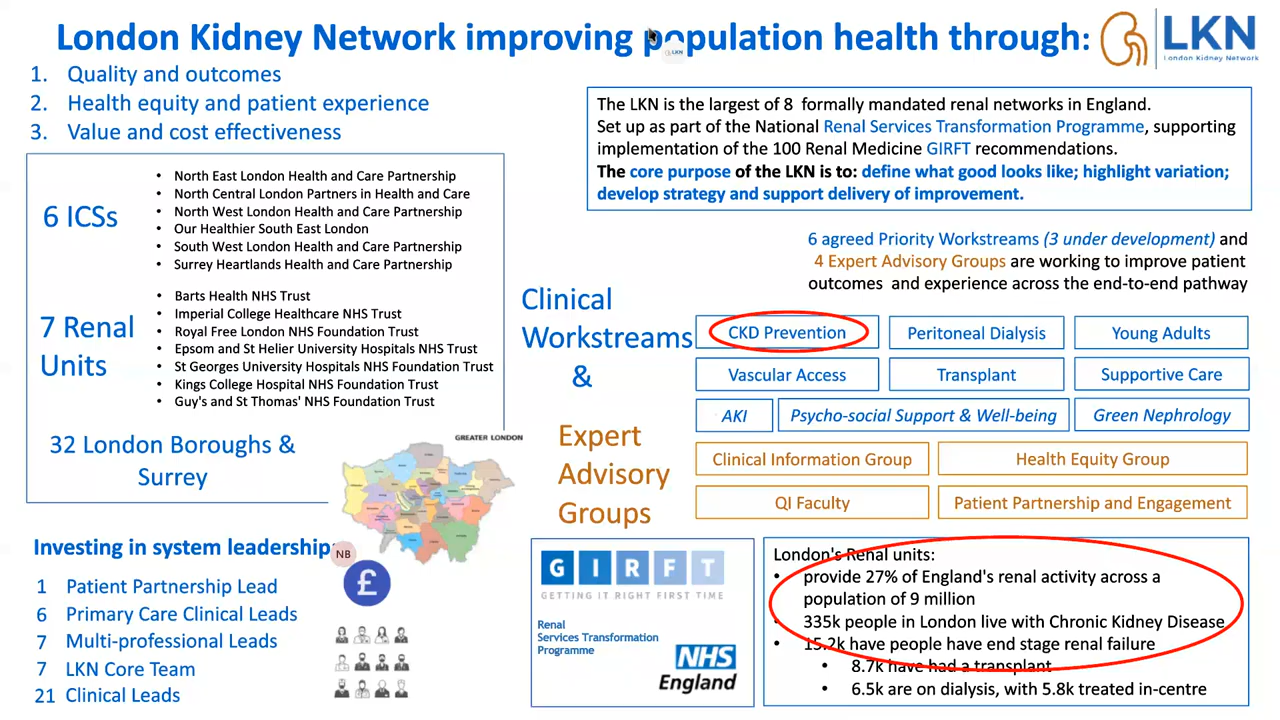 London Kidney Network improving population health through:
LKN
London Kidney Network
1. Quality and outcomes
2. Health equity and patient experience
3. Value and cost effectiveness
The LKN is the largest of 8 formally mandated renal networks in England.
Set up as part of the National Renal Services Transformation Programme, supporting
implementation of the 100 Renal Medicine GIRFT recommendations.
The core purpose of the LKN is to: define what good looks like; highlight variation;
develop strategy and support delivery of improvement.
6 ICSs
• North East London Health and Care Partnership
• North Central London Partners in Health and Care
• North West London Health and Care Partnership
• Our Healthier South East London
• South West London Health and Care Partnership
• Surrey Heartlands Health and Care Partnership
7 Renal
Units
• Barts Health NHS Trust
• Imperial College Healthcare NHS Trust
• Royal Free London NHS Foundation Trust
• Epsom and St Helier University Hospitals NHS Trust
• St Georges University Hospitals NHS Foundation Trust
• Kings College Hospital NHS Foundation Trust
• Guy's and St Thomas' NHS Foundation Trust
32 London Boroughs &
Surrey
GREATER LONDON
6 agreed Priority Workstreams (3 under development) and
4 Expert Advisory Groups are working to improve patient
outcomes and experience across the end-to-end pathway
Clinical
Workstreams
&
Expert
Advisory
Groups
CKD Prevention
Peritoneal Dialysis
Young Adults
Vascular Access
Transplant
Supportive Care
AKI
Psycho-social Support & Well-being
Green Nephrology
Clinical Information Group
Health Equity Group
QI Faculty
Patient Partnership and Engagement
Investing in system leadership:
NB
£
1 Patient Partnership Lead
6 Primary Care Clinical Leads
7 Multi-professional Leads
7 LKN Core Team
21 Clinical Leads
GIRFT
GETTING IT RIGHT FIRST TIME
Renal
Services Transformation
Programme
NHS
England
London's Renal units:
• provide 27% of England's renal activity across a
population of 9 million
• 335k people in London live with Chronic Kidney Disease
• 15.2k have people have end stage renal failure
• 8.7k have had a transplant
• 6.5k are on dialysis, with 5.8k treated in-centre